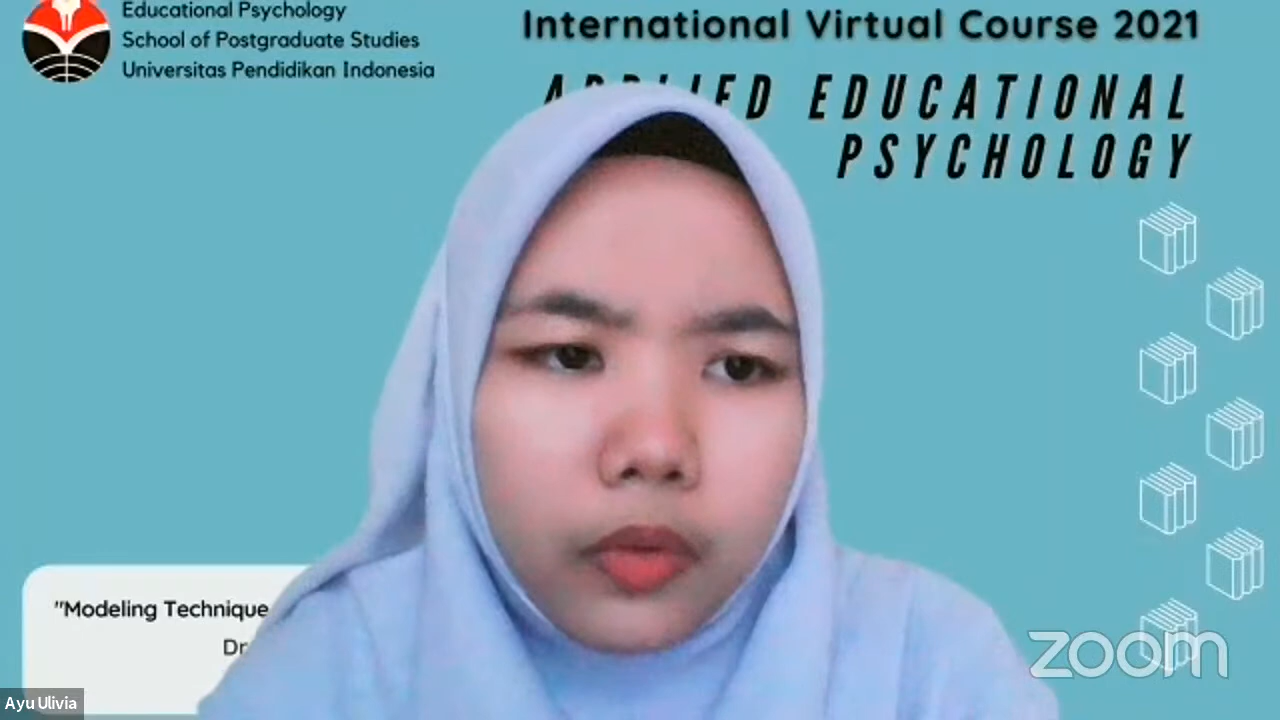 Educational Psychology
School of Postgraduate Studies
Universitas Pendidikan Indonesia
International Virtual Course 2021
APPLIED EDUCATIONAL
PSYCHOLOGY
"Modeling Technique
Dr
zoom
Ayu Ulivia